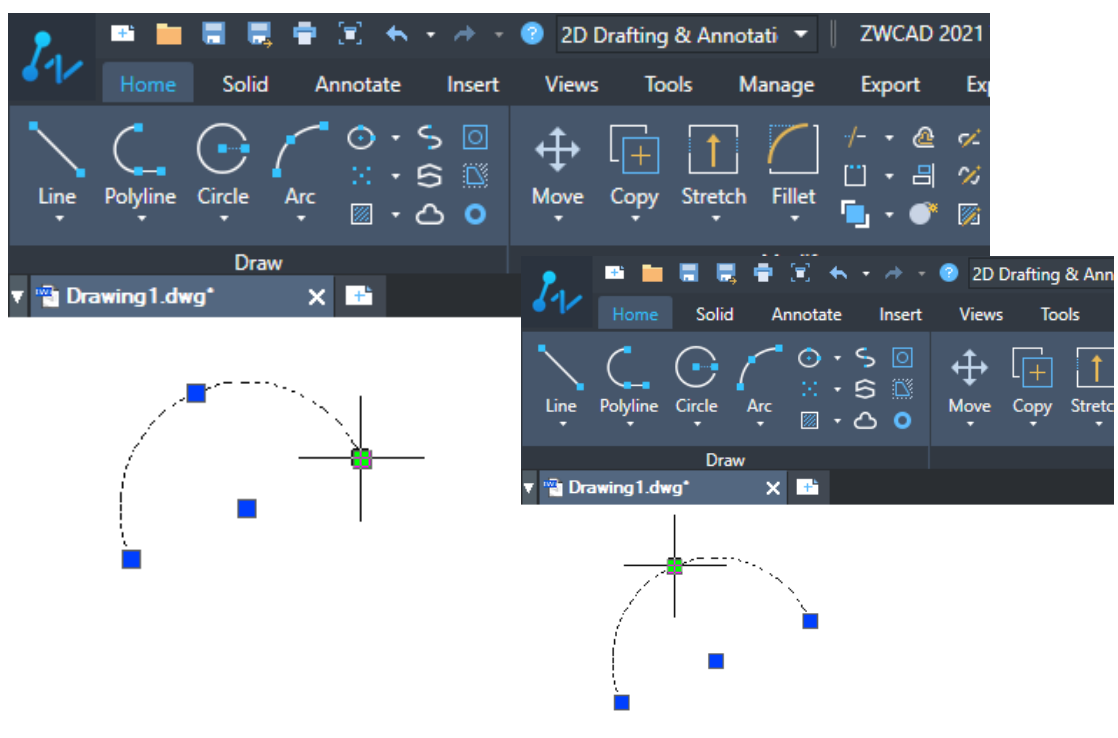 2D Drafting & Annotati
ZWCAD 2021
Home Solid Annotate Insert Views Tools Manage Export
Line Polyline Circle Arc Move Copy Stretch Fillet
Draw
Drawing1.dwg*
2D Drafting & Ann
Home Solid Annotate Insert Views Tools
Line Polyline Circle Arc Move Copy Stretc
Draw
Drawing1.dwg*